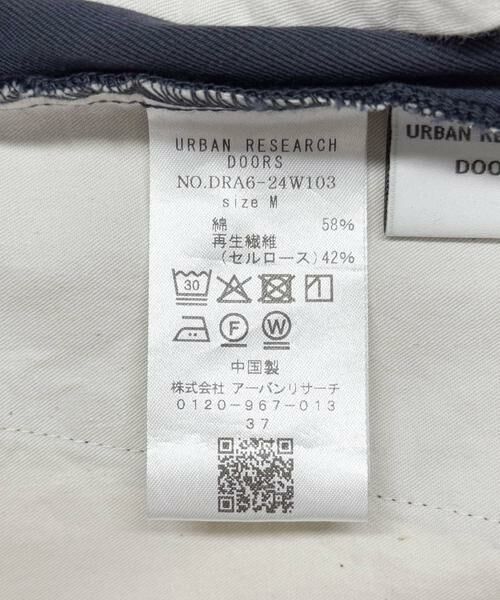 URBAN RESEARCH
DOORS
NO.DRA6-24W103
size M
綿 58%
再生繊維
(セルロース) 42%
30
F
W
中国製
株式会社 アーバンリサーチ
0120-967-013
37
URBAN RE
DOO